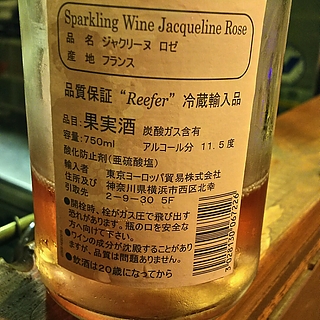 Sparkling Wine Jacqueline Rose
品 名 ジャクリーヌ ロゼ
産 地 フランス
品質保証 “Reefer” 冷蔵輸入品
品目:果実酒 炭酸ガス含有
容量:750ml アルコール分 11.5度
酸化防止剤(亜硫酸塩)
輸入者 東京ヨーロッパ貿易株式会社
住所及び 神奈川県横浜市西区北幸
引取先 2-9-30 5F
●開栓時、栓がガス圧で飛び出す
恐れがあります。瓶の口を安全な
方へ向けて下さい。
●ワインの成分が沈殿することがあり
ますが、品質は問題ありません。
●飲酒は20歳になってから